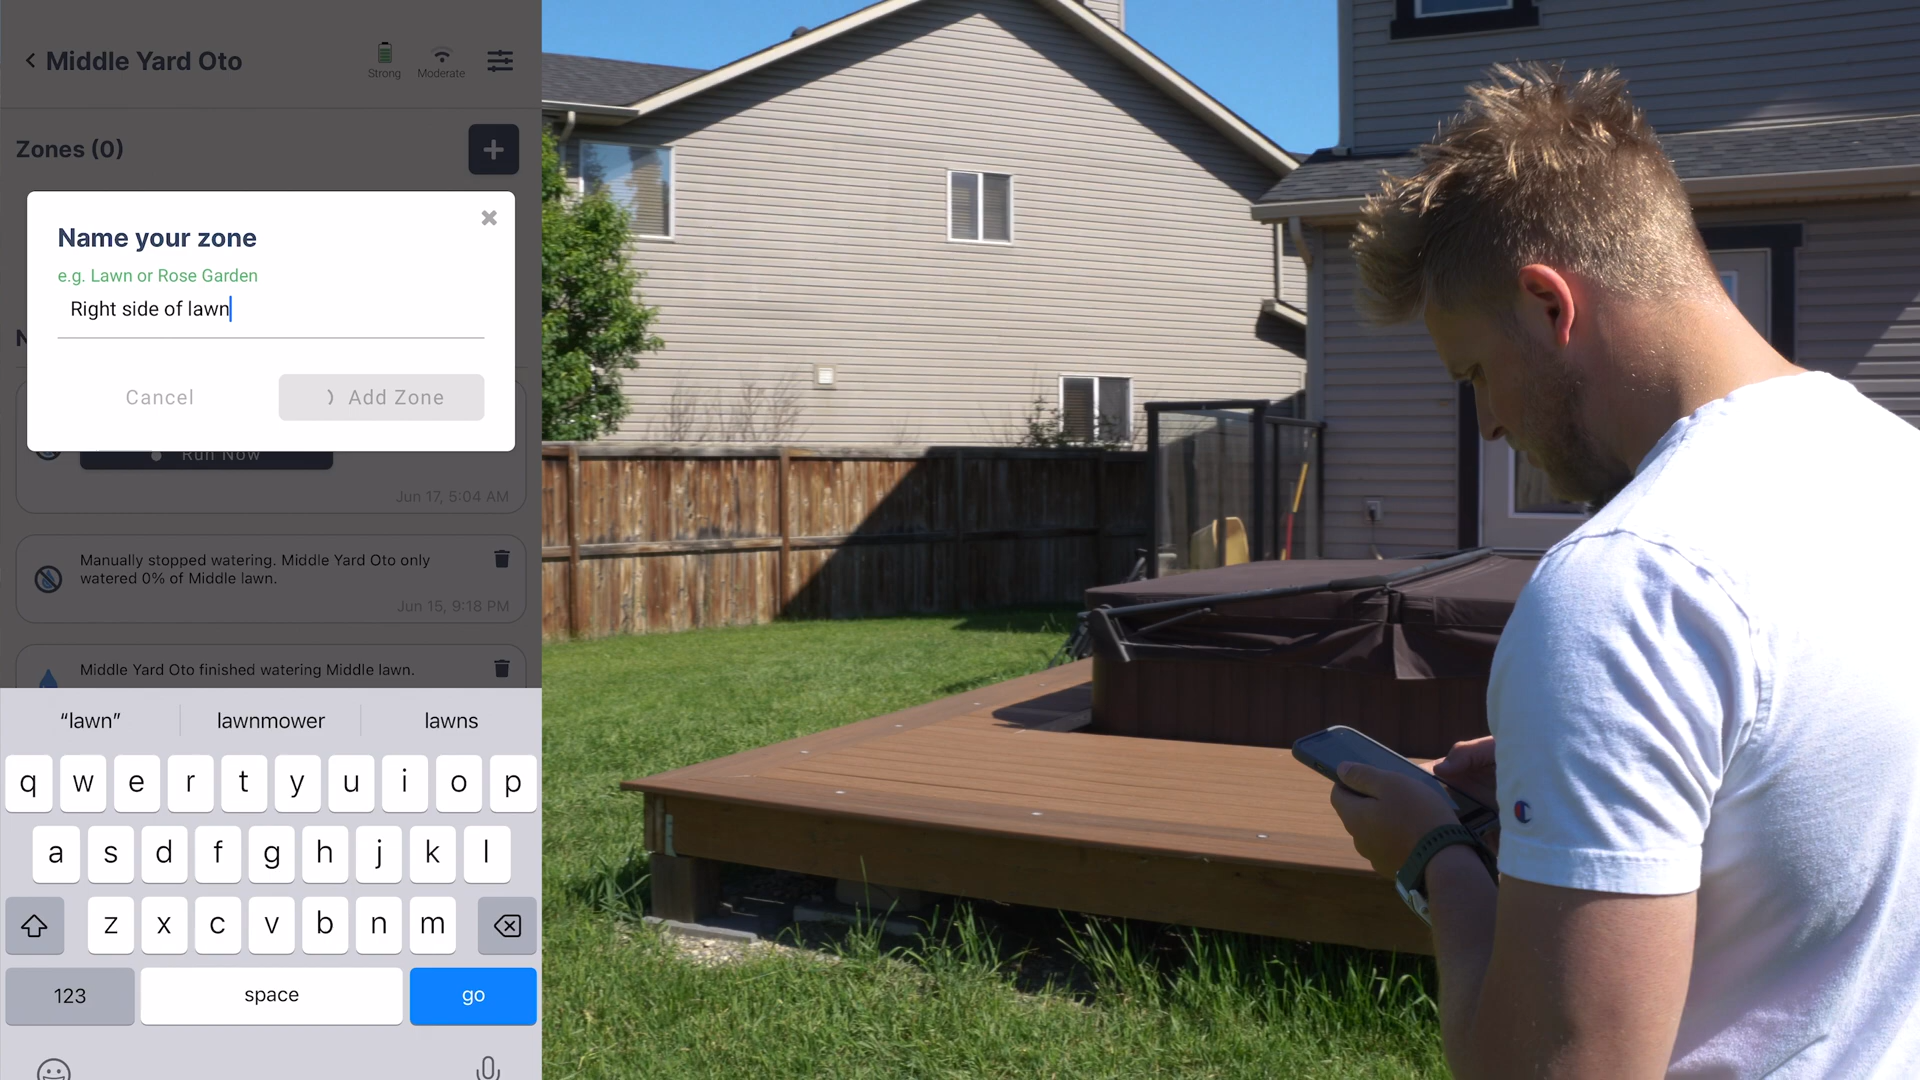 Middle Yard Oto
Strong
Moderate
Zones (0)
Name your zone
e.g. Lawn or Rose Garden
Right side of lawn
Cancel
Add Zone
N
Run Now
Jun 17, 5:04 AM
Manually stopped watering. Middle Yard Oto only
watered 0% of Middle lawn.
Jun 15, 9:18 PM
Middle Yard Oto finished watering Middle lawn.
“lawn” lawnmower lawns
q w e r t y u i o p
a s d f g h j k l
z x c v b n m
123 space go